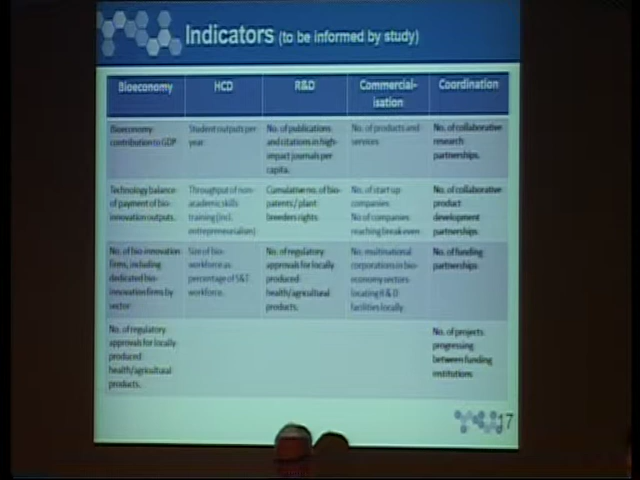 Indicators (to be informed by study)
Bioeconomy
HCD
R&D
Commercial-
isation
Coordination
Bioeconomy
contribution to GDP
Student outputs per
year.
No. of publications
and citations in high-
impact journals per
capita.
No. of products and
services
No. of collaborative
research
partnerships.
Technology balance
of payment of bio-
innovation outputs.
Throughput of non-
academic skills
training (incl.
entrepreneurialism)
Cumulative no. of bio-
patents / plant
breeders rights
No. of start up
companies
No of companies
reaching breakeven
No. of collaborative
product
development
partnerships
No. of bio-innovation
firms, including
dedicated bio-
innovation firms by
sector
Size of bio-
workforce as
percentage of S&T
workforce.
No. of regulatory
approvals for locally
produced
health/agricultural
products.
No. multinational
corporations in bio-
economy sectors
locating R & D
facilities locally
No. of funding
partnerships
No. of regulatory
approvals for locally
produced
health/agricultural
products.
No. of projects
progressing
between funding
institutions
17